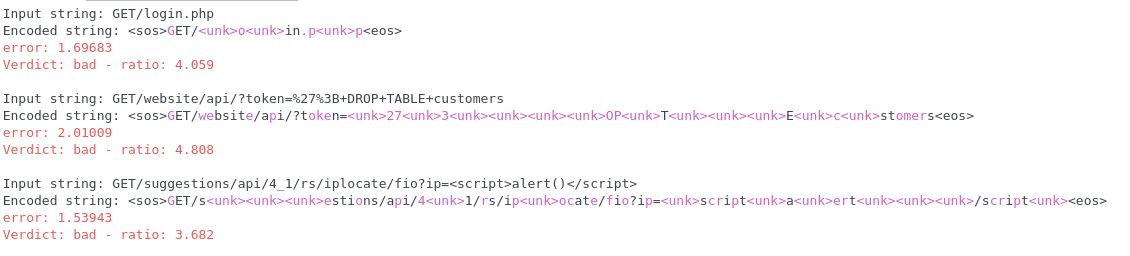 Input string: GET/login.php
Encoded string: <sos>GET/<unk>o<unk>in.p<unk>p<eos>
error: 1.69683
Verdict: bad - ratio: 4.059
Input string: GET/website/api/?token=%27%3B+DROP+TABLE+customers
Encoded string: <sos>GET/website/api/?token=<unk>27<unk>3<unk><unk><unk><unk>OP<unk>T<unk><unk><unk>E<unk>c<unk>stomers<eos>
error: 2.01009
Verdict: bad - ratio: 4.808
Input string: GET/suggestions/api/4_1/rs/iplocate/fio?ip=<script>alert()</script>
Encoded string: <sos>GET/s<unk><unk><unk>estions/api/4<unk>1/rs/ip<unk>ocate/fio?ip=<unk>script<unk>a<unk>ert<unk><unk><unk>/script<unk><eos>
error: 1.53943
Verdict: bad - ratio: 3.682